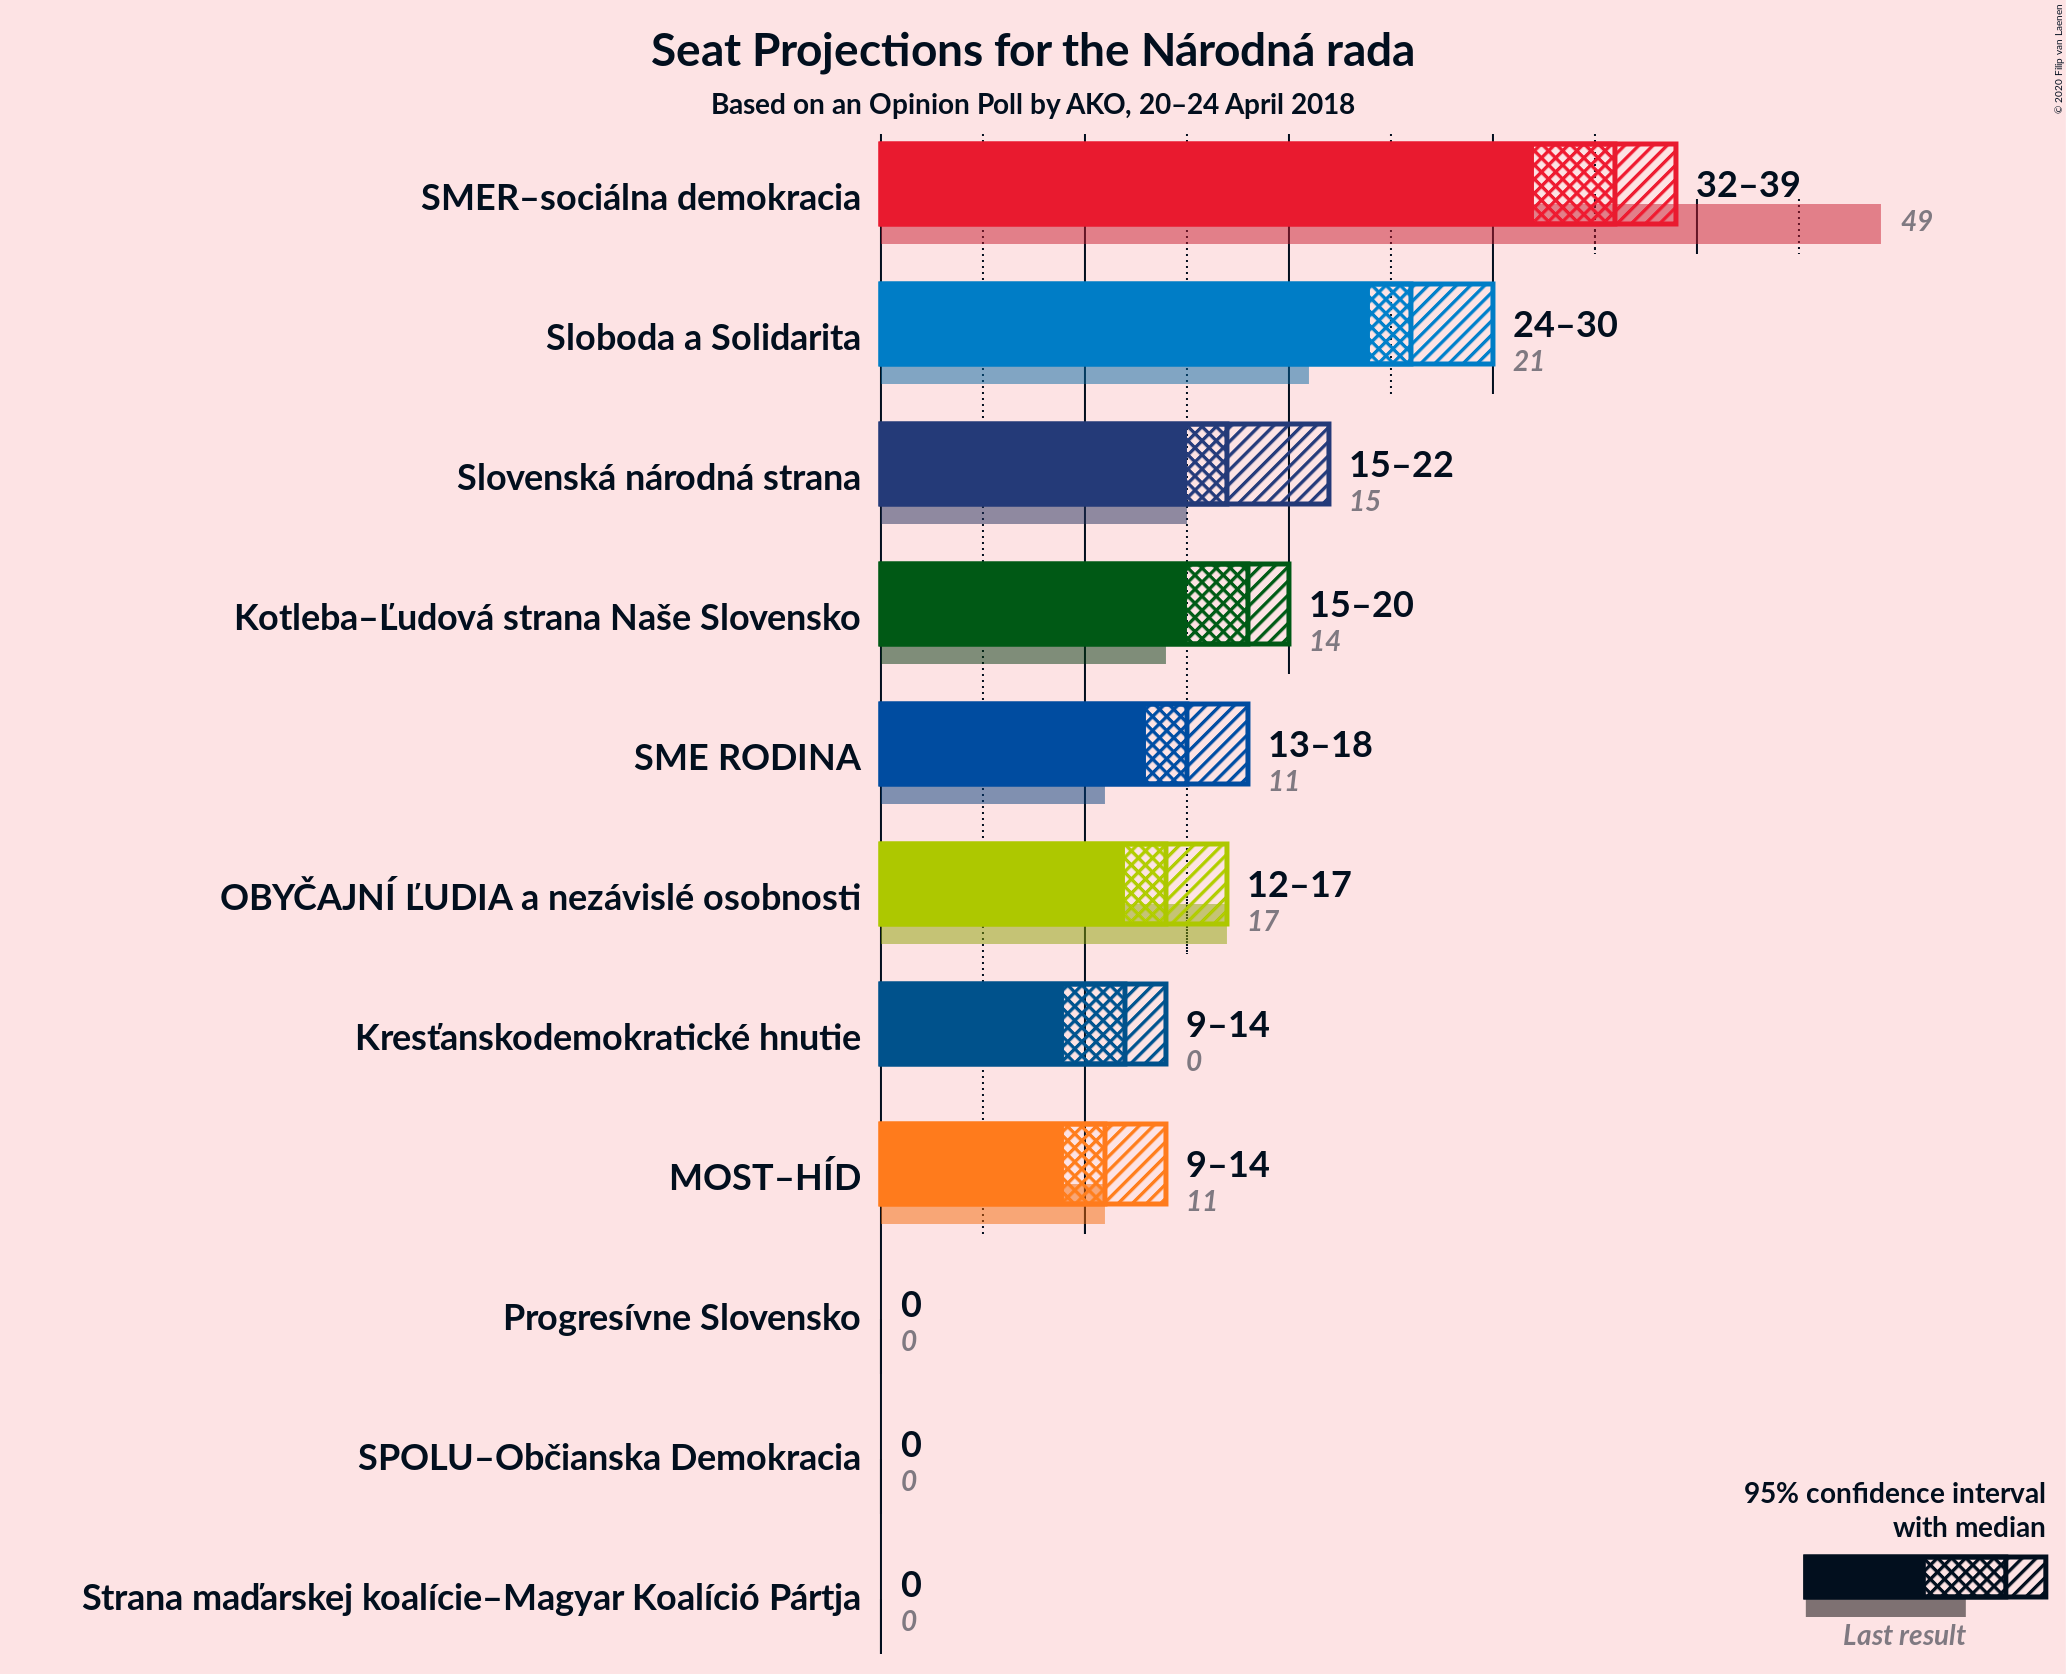 Seat Projections for the Národná rada
Based on an Opinion Poll by AKO, 20–24 April 2018
© 2020 Filip van Laenen
SMER–sociálna demokracia
32–39
49
Sloboda a Solidarita
24–30
21
Slovenská národná strana
15–22
15
Kotleba–Ľudová strana Naše Slovensko
15–20
14
SME RODINA
13–18
11
OBYČAJNÍ ĽUDIA a nezávislé osobnosti
12–17
17
Kresťanskodemokratické hnutie
9–14
0
MOST–HÍD
9–14
11
Progresívne Slovensko
0
0
SPOLU–Občianska Demokracia
0
0
Strana maďarskej koalície–Magyar Koalíció Pártja
0
0
95% confidence interval
with median
Last result